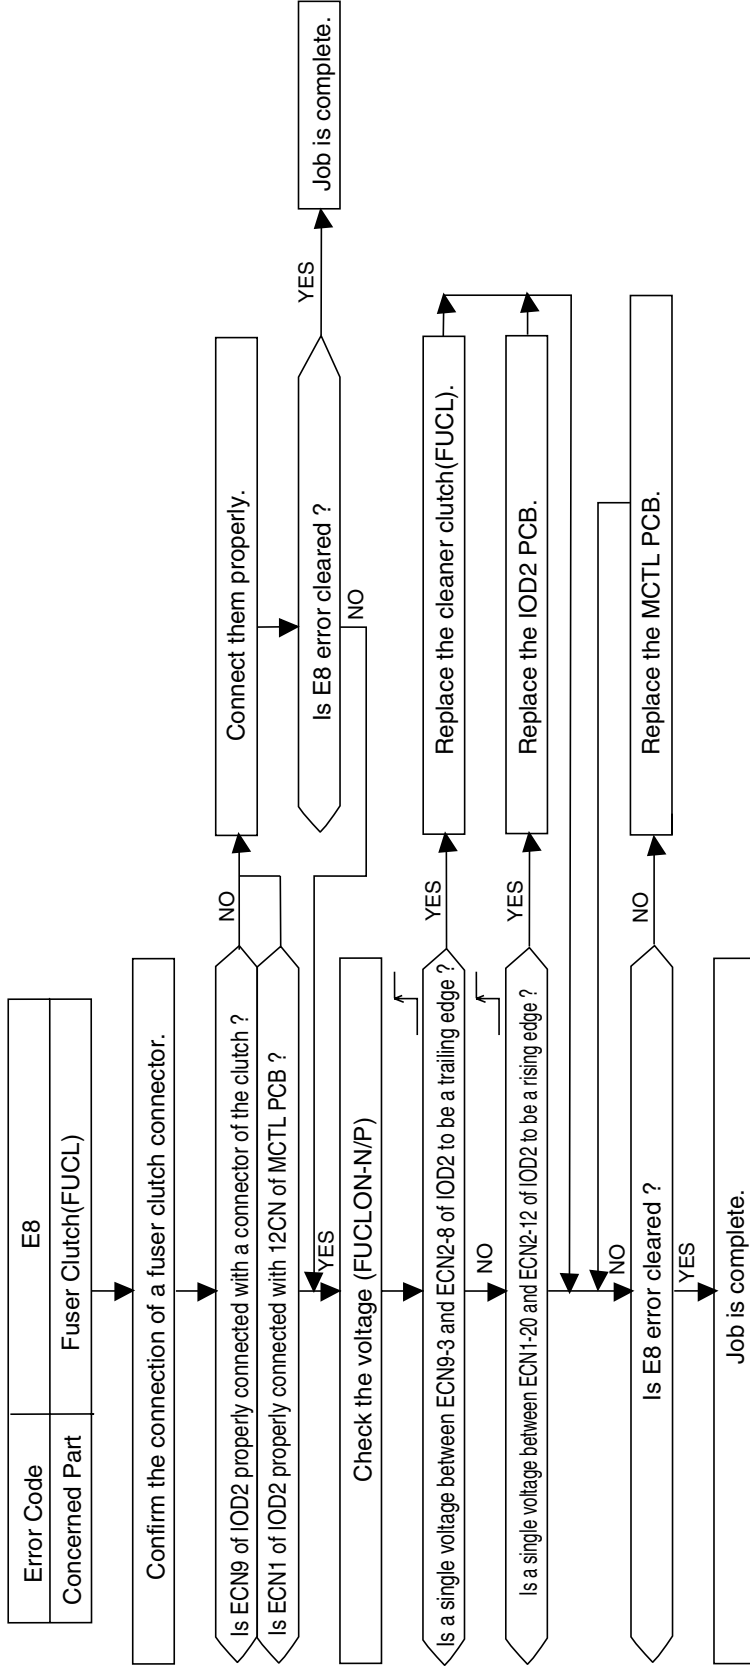 Error Code E8
Concerned Part Fuser Clutch(FUCL)
Confirm the connection of a fuser clutch connector.
Is ECN9 of IOD2 properly connected with a connector of the clutch ?
Is ECN1 of IOD2 properly connected with 12CN of MCTL PCB ?
NO
Connect them properly.
Is E8 error cleared ?
YES
Job is complete.
NO
YES
Check the voltage (FUCLON-N/P)
Is a single voltage between ECN9-3 and ECN2-8 of IOD2 to be a trailing edge ?
YES
Replace the cleaner clutch(FUCL).
NO
Is a single voltage between ECN1-20 and ECN2-12 of IOD2 to be a rising edge ?
YES
Replace the IOD2 PCB.
NO
Is E8 error cleared ?
NO
Replace the MCTL PCB.
YES
Job is complete.